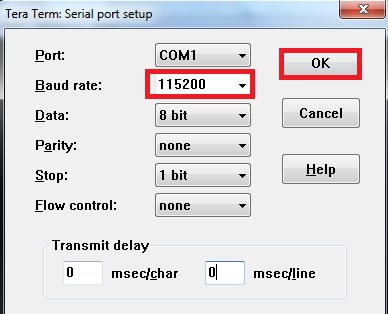 Tera Term: Serial port setup
Port: COM1 OK
Baud rate: 115200
Data: 8 bit Cancel
Parity: none
Stop: 1 bit Help
Flow control: none
Transmit delay
0 msec/char 0 msec/line